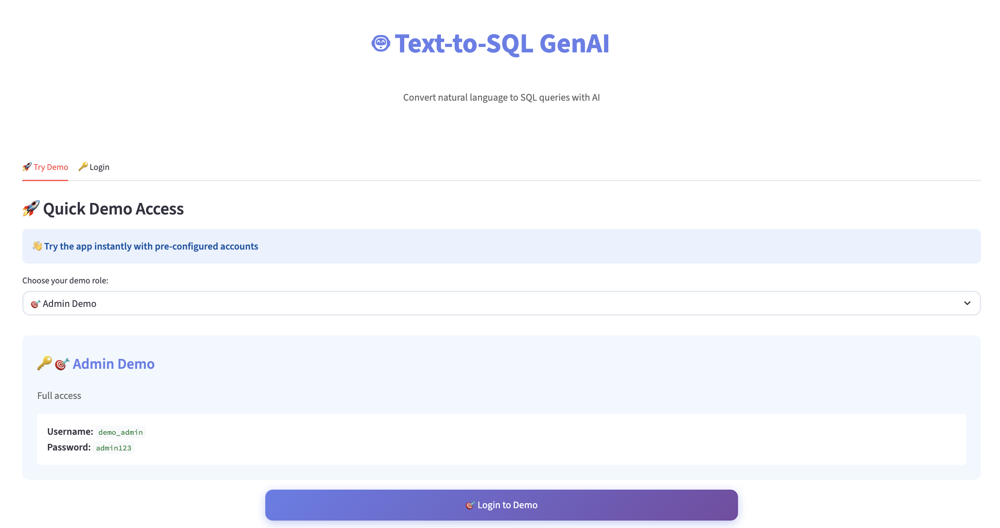 Text-to-SQL GenAI
Convert natural language to SQL queries with AI
🚀 Try Demo
🔑 Login
🚀 Quick Demo Access
👋 Try the app instantly with pre-configured accounts
Choose your demo role:
🎯 Admin Demo
🔑 🎯 Admin Demo
Full access
Username: demo_admin
Password: admin123
🎯 Login to Demo